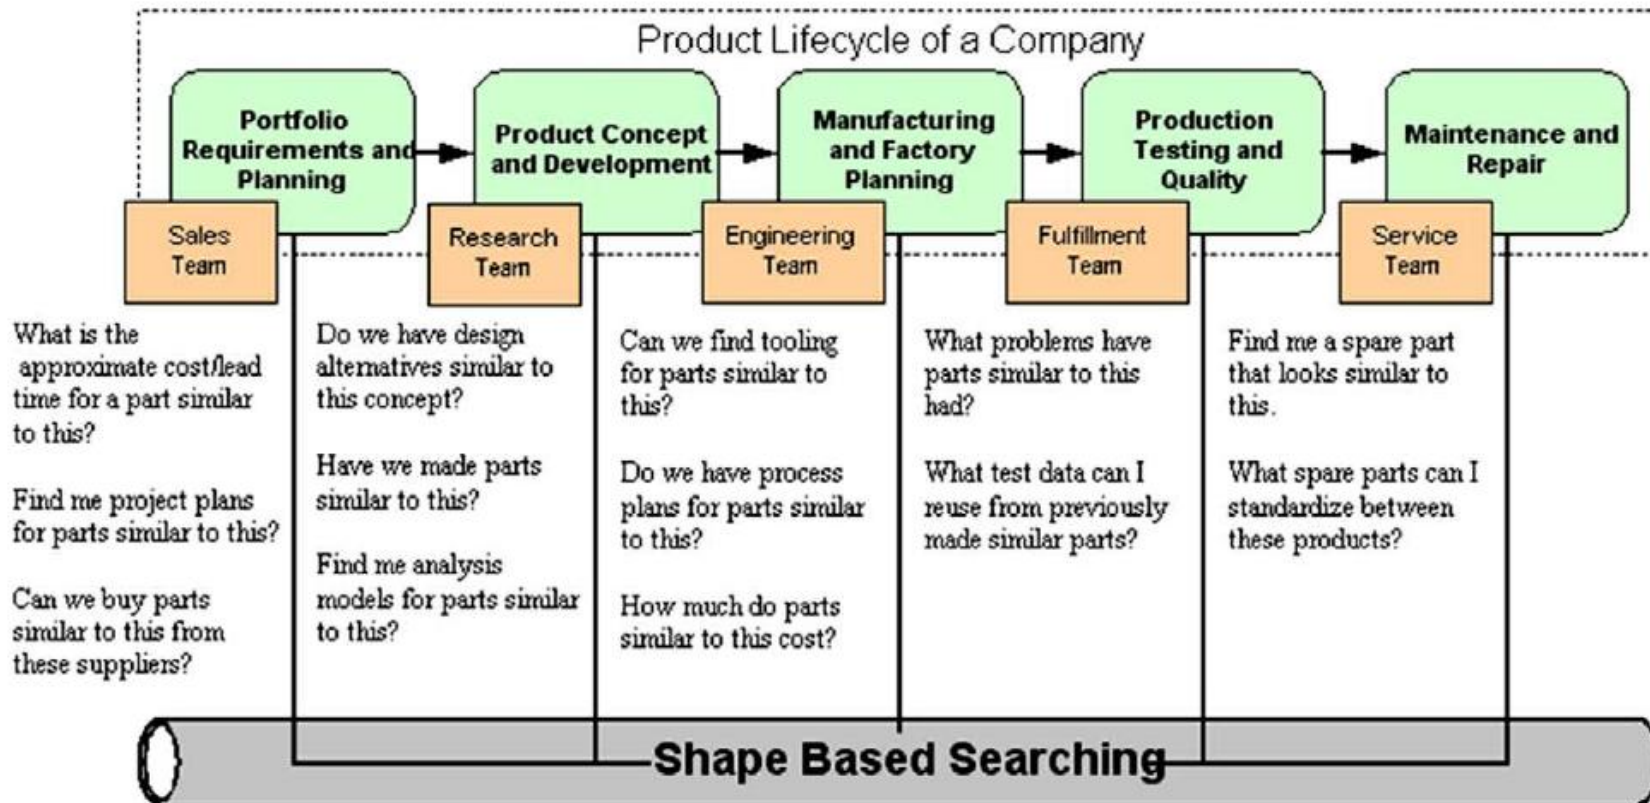 Product Lifecycle of a Company
Portfolio
Requirements and
Planning
Product Concept
and Development
Manufacturing
and Factory
Planning
Production
Testing and
Quality
Maintenance and
Repair
Sales
Team
Research
Team
Engineering
Team
Fulfillment
Team
Service
Team
What is the
approximate cost/lead
time for a part similar
to this?
Find me project plans
for parts similar to this?
Can we buy parts
similar to this from
these suppliers?
Do we have design
alternatives similar to
this concept?
Have we made parts
similar to this?
Find me analysis
models for parts similar
to this?
Can we find tooling
for parts similar to
this?
Do we have process
plans for parts similar
to this?
How much do parts
similar to this cost?
What problems have
parts similar to this
had?
What test data can I
reuse from previously
made similar parts?
Find me a spare part
that looks similar to
this.
What spare parts can I
standardize between
these products?
Shape Based Searching